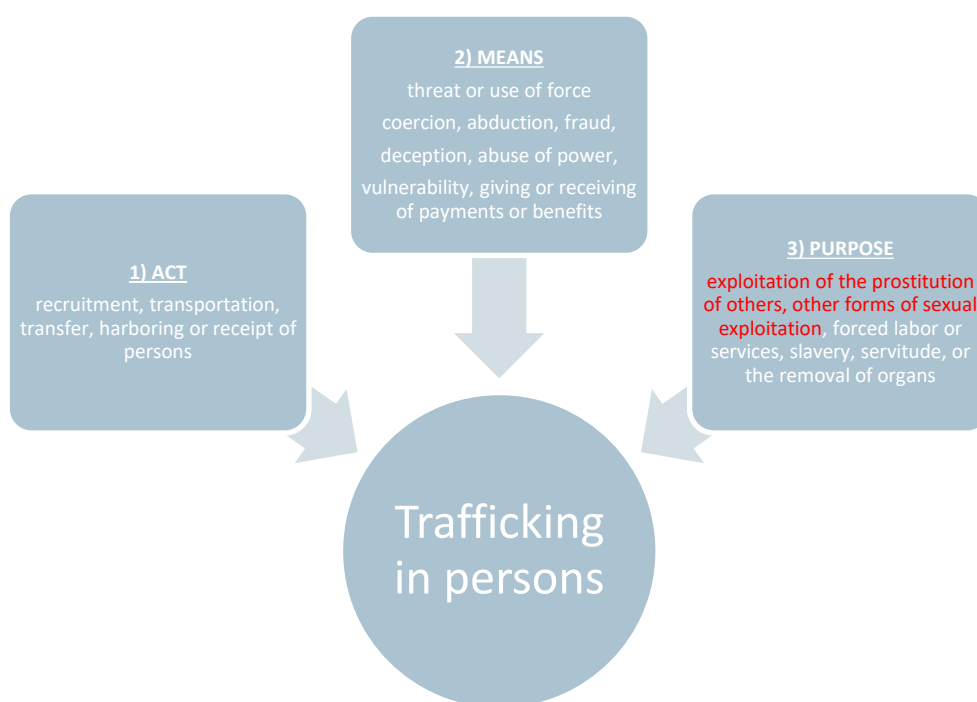 1) ACT
recruitment, transportation,
transfer, harboring or receipt of
persons
2) MEANS
threat or use of force
coercion, abduction, fraud,
deception, abuse of power,
vulnerability, giving or receiving
of payments or benefits
3) PURPOSE
exploitation of the prostitution
of others, other forms of sexual
exploitation, forced labor or
services, slavery, servitude, or
the removal of organs
Trafficking
in persons